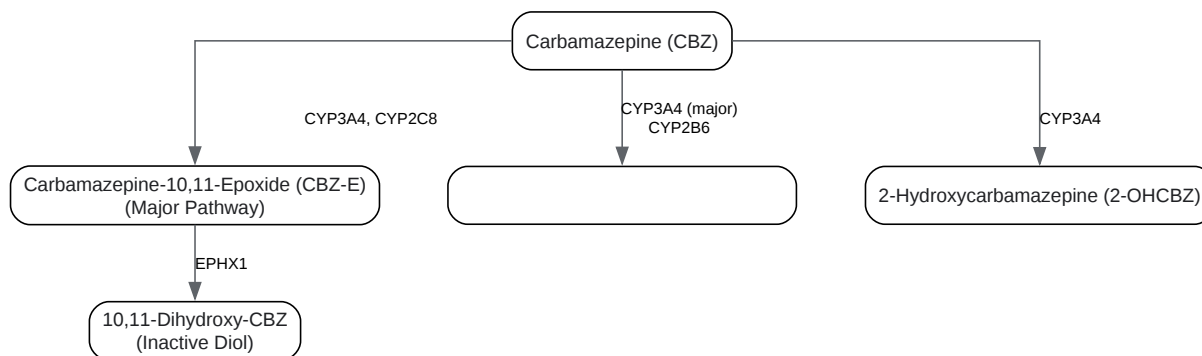 Carbamazepine (CBZ)
CYP3A4, CYP2C8
CYP3A4 (major)
CYP2B6
CYP3A4
Carbamazepine-10,11-Epoxide (CBZ-E)
(Major Pathway)
2-Hydroxycarbamazepine (2-OHCBZ)
EPHX1
10,11-Dihydroxy-CBZ
(Inactive Diol)